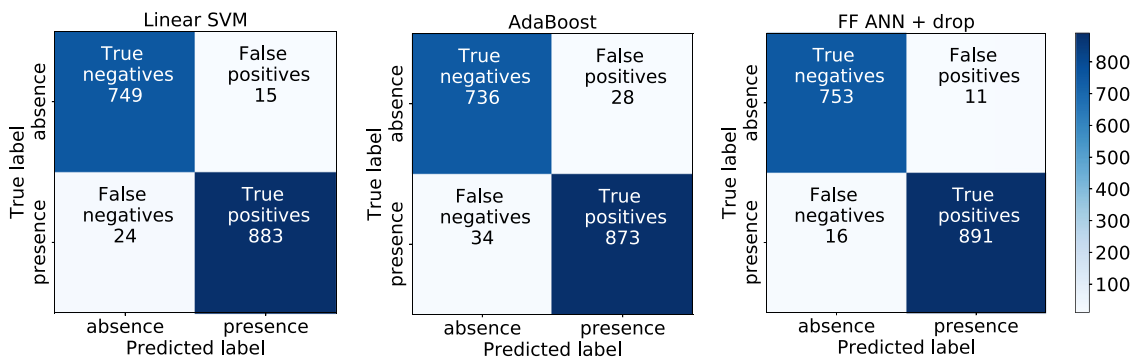 Linear SVM
True label
absence
presence
True
negatives
749
False
positives
15
False
negatives
24
True
positives
883
absence
presence
Predicted label
AdaBoost
True label
absence
presence
True
negatives
736
False
positives
28
False
negatives
34
True
positives
873
absence
presence
Predicted label
FF ANN + drop
True label
absence
presence
True
negatives
753
False
positives
11
False
negatives
16
True
positives
891
absence
presence
Predicted label
800
700
600
500
400
300
200
100